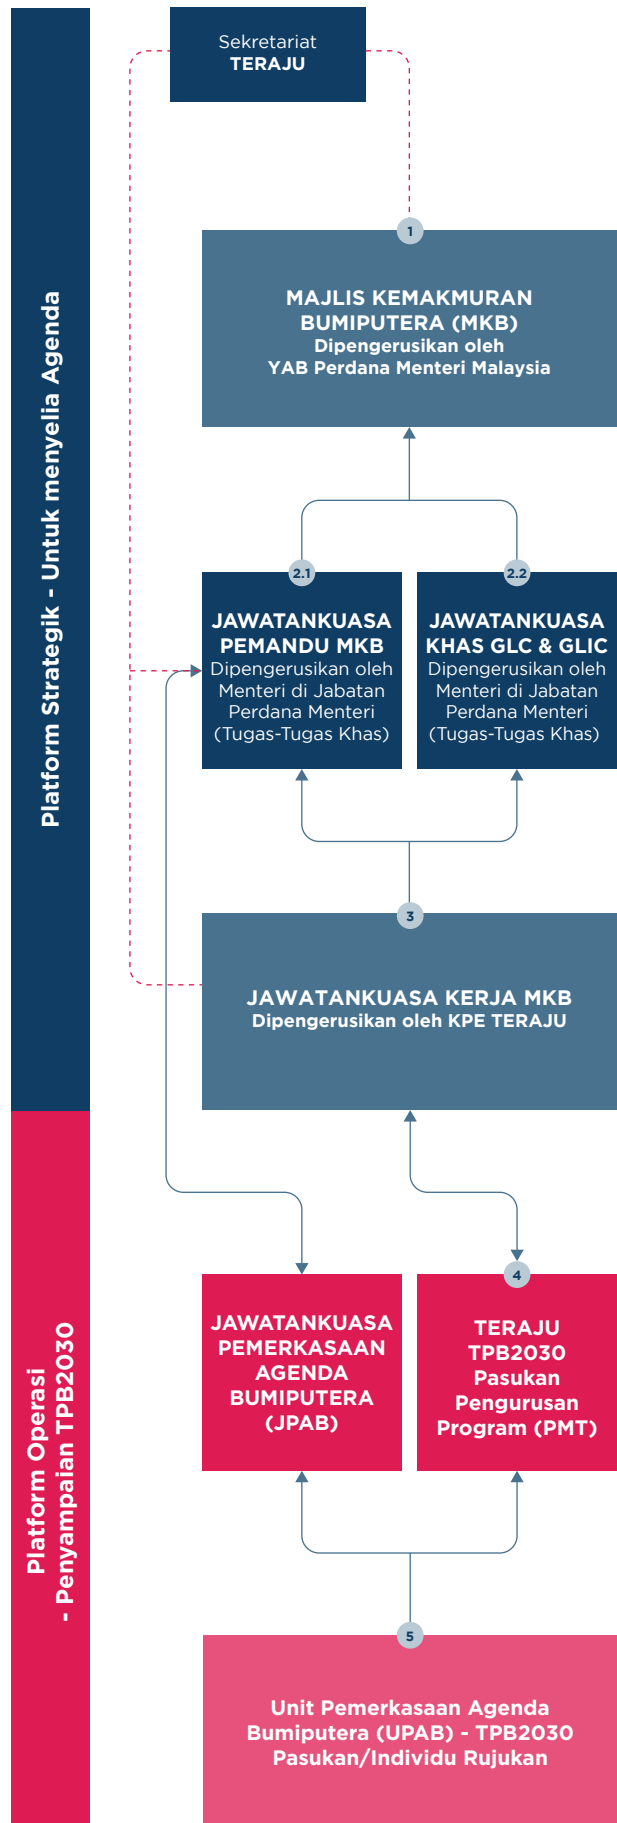 Sekretariat
TERAJU
Platform Strategik - Untuk menyelia Agenda
1
MAJLIS KEMAKMURAN
BUMIPUTERA (MKB)
Dipengerusikan oleh
YAB Perdana Menteri Malaysia
2.1
JAWATANKUASA
PEMANDU MKB
Dipengerusikan oleh
Menteri di Jabatan
Perdana Menteri
(Tugas-Tugas Khas)
2.2
JAWATANKUASA
KHAS GLC & GLIC
Dipengerusikan oleh
Menteri di Jabatan
Perdana Menteri
(Tugas-Tugas Khas)
3
JAWATANKUASA KERJA MKB
Dipengerusikan oleh KPE TERAJU
Platform Operasi
- Penyampaian TPB2030
JAWATANKUASA
PEMERKASAAN
AGENDA
BUMIPUTERA
(JPAB)
4
TERAJU
TPB2030
Pasukan
Pengurusan
Program (PMT)
5
Unit Pemerkasaan Agenda
Bumiputera (UPAB) - TPB2030
Pasukan/Individu Rujukan